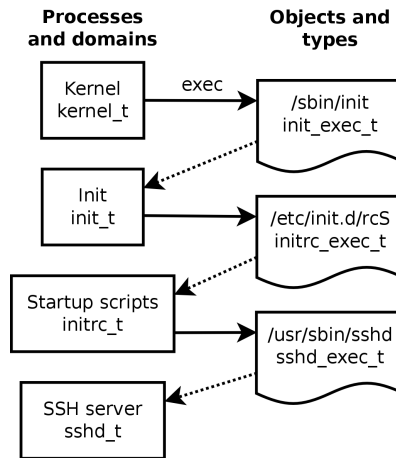 Processes
and domains
Objects and
types
Kernel
kernel_t
exec
/sbin/init
init_exec_t
Init
init_t
/etc/init.d/rcS
initrc_exec_t
Startup scripts
initrc_t
/usr/sbin/sshd
sshd_exec_t
SSH server
sshd_t